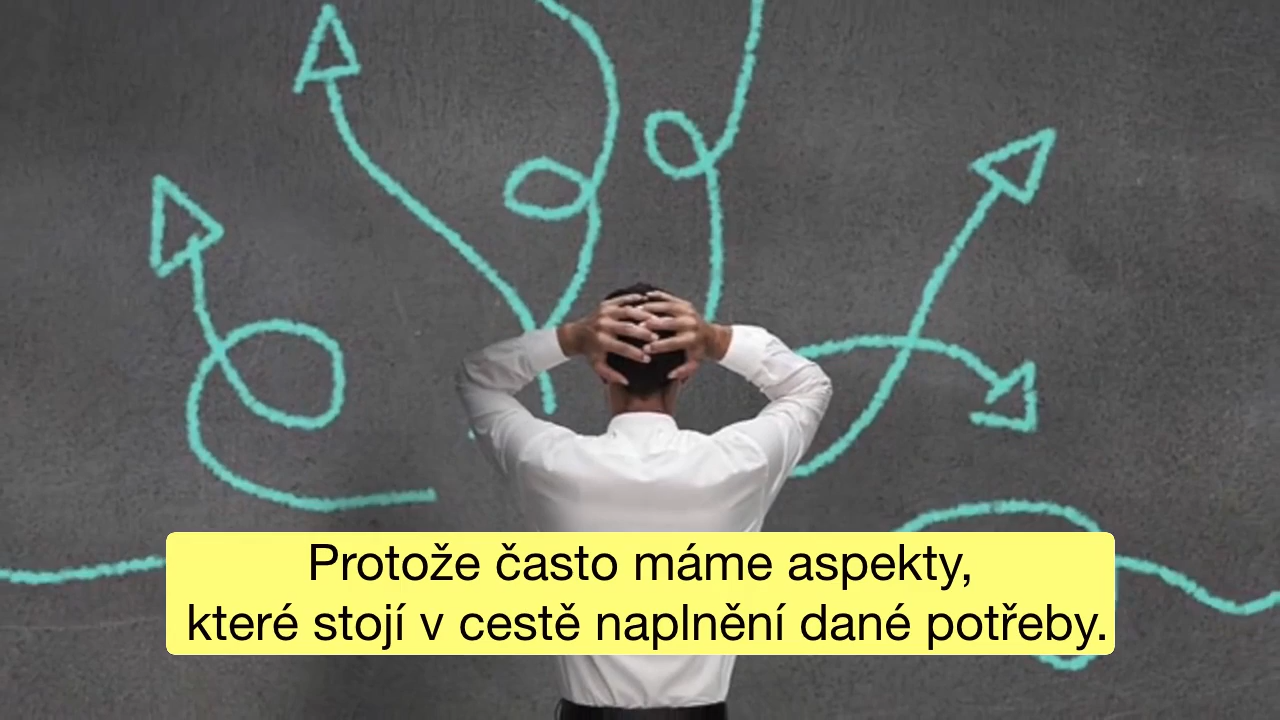 Protože často máme aspekty,
které stojí v cestě naplnění dané potřeby.